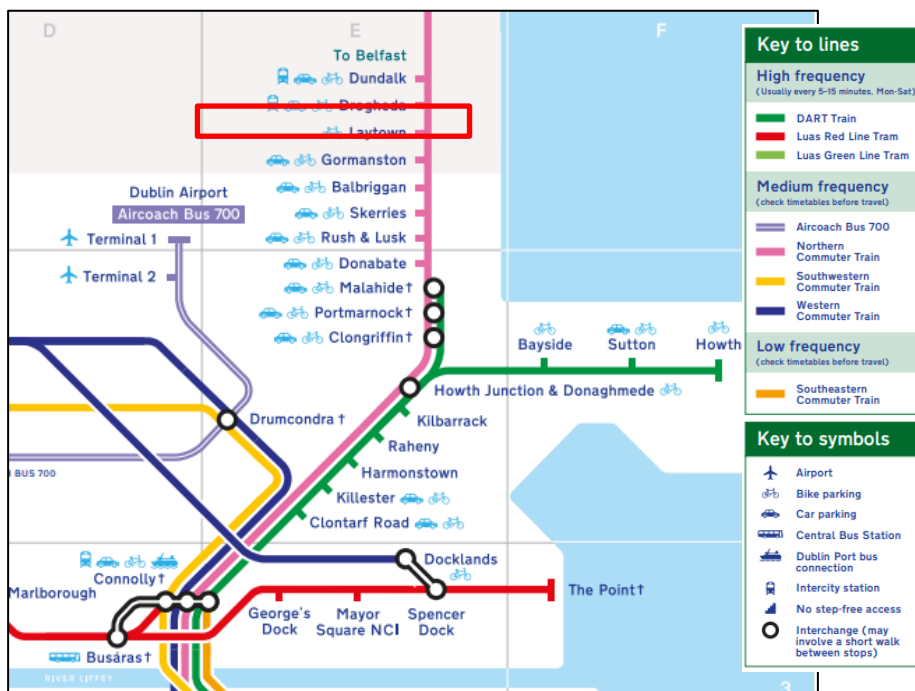 D
E
F
To Belfast
Dundalk
Drogheda
Laytown
Gormanston
Balbriggan
Skerries
Rush & Lusk
Donabate
Malahide†
Portmarnock†
Clongriffin†
Dublin Airport
Aircoach Bus 700
Terminal 1
Terminal 2
Bayside
Sutton
Howth
Howth Junction & Donaghmede
Drumcondra†
Kilbarrack
Raheny
Harmonstown
Killester
Clontarf Road
BUS 700
Docklands
Connolly†
Marlborough
The Point†
George's
Dock
Mayor
Square NCI
Spencer
Dock
Busáras†
RIVER LIFFEY
3
Key to lines
High frequency
(Usually every 5-15 minutes, Mon-Sat)
DART Train
Luas Red Line Tram
Luas Green Line Tram
Medium frequency
(check timetables before travel)
Aircoach Bus 700
Northern
Commuter Train
Southwestern
Commuter Train
Western
Commuter Train
Low frequency
(check timetables before travel)
Southeastern
Commuter Train
Key to symbols
Airport
Bike parking
Car parking
Central Bus Station
Dublin Port bus
connection
Intercity station
No step-free access
Interchange (may
involve a short walk
between stops)